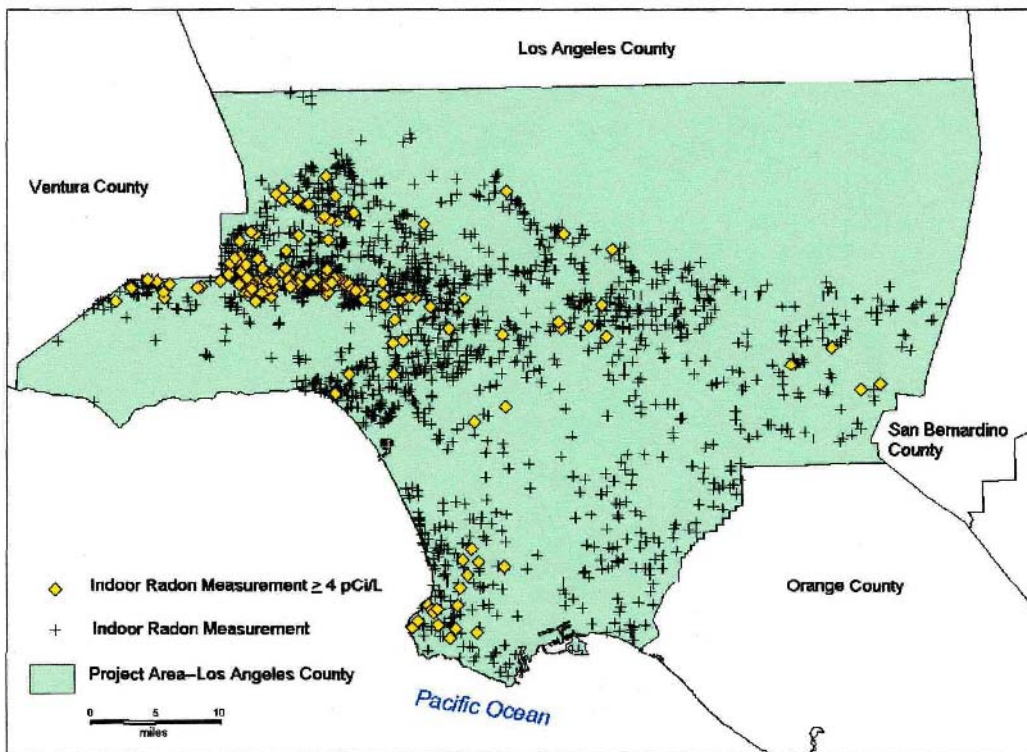 Los Angeles County
Ventura County
San Bernardino
County
Orange County
◇ Indoor Radon Measurement ≥ 4 pCi/L
+ Indoor Radon Measurement
Project Area–Los Angeles County
0 5 10
miles
Pacific Ocean